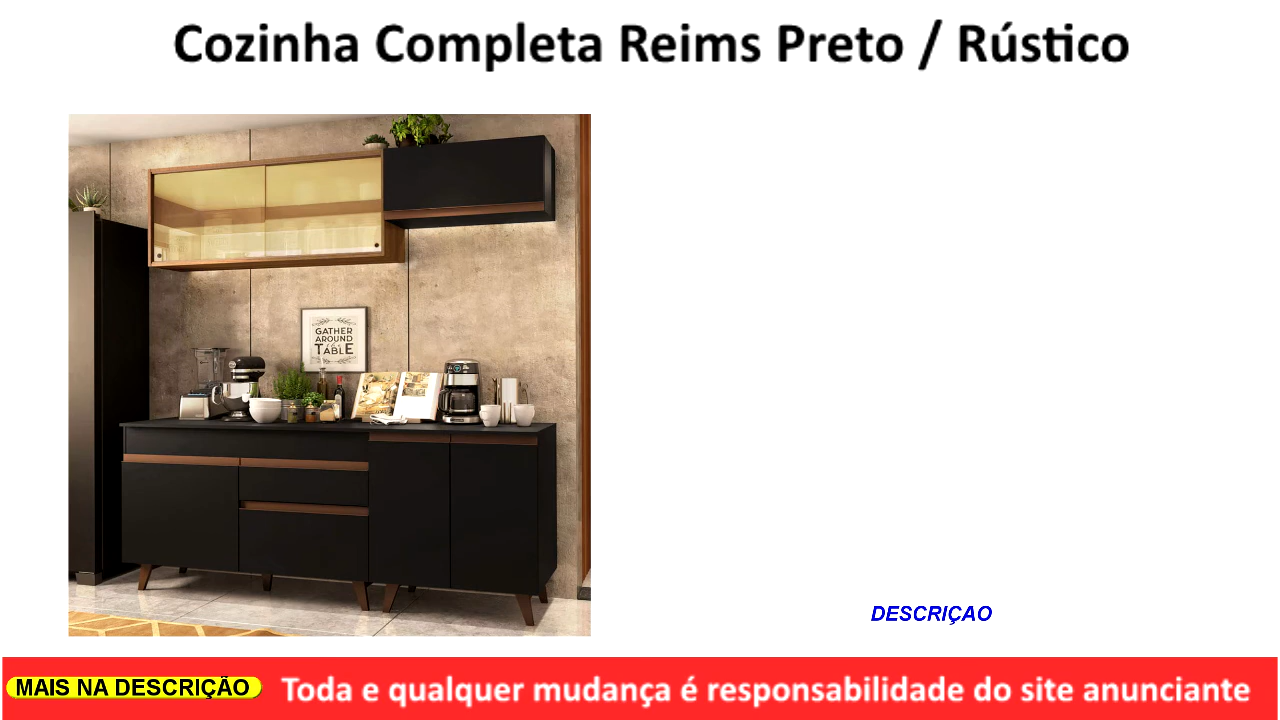 Cozinha Completa Reims Preto / Rústico
GATHER
AROUND
the
TABLE
DESCRIÇAO
MAIS NA DESCRIÇÃO
Toda e qualquer mudança é responsabilidade do site anunciante